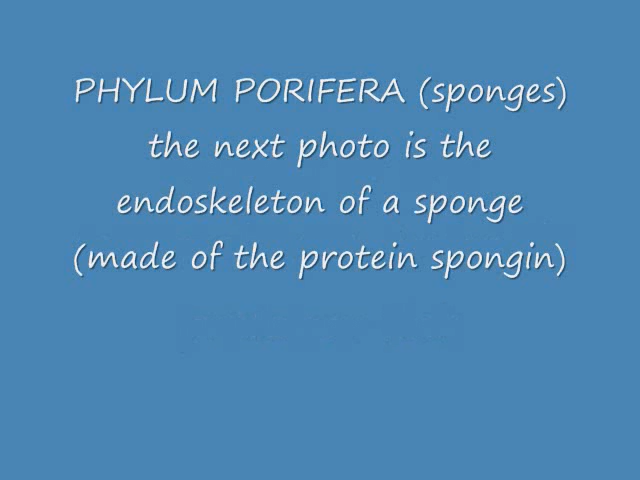 PHYLUM PORIFERA (sponges)
the next photo is the
endoskeleton of a sponge
(made of the protein spongin)